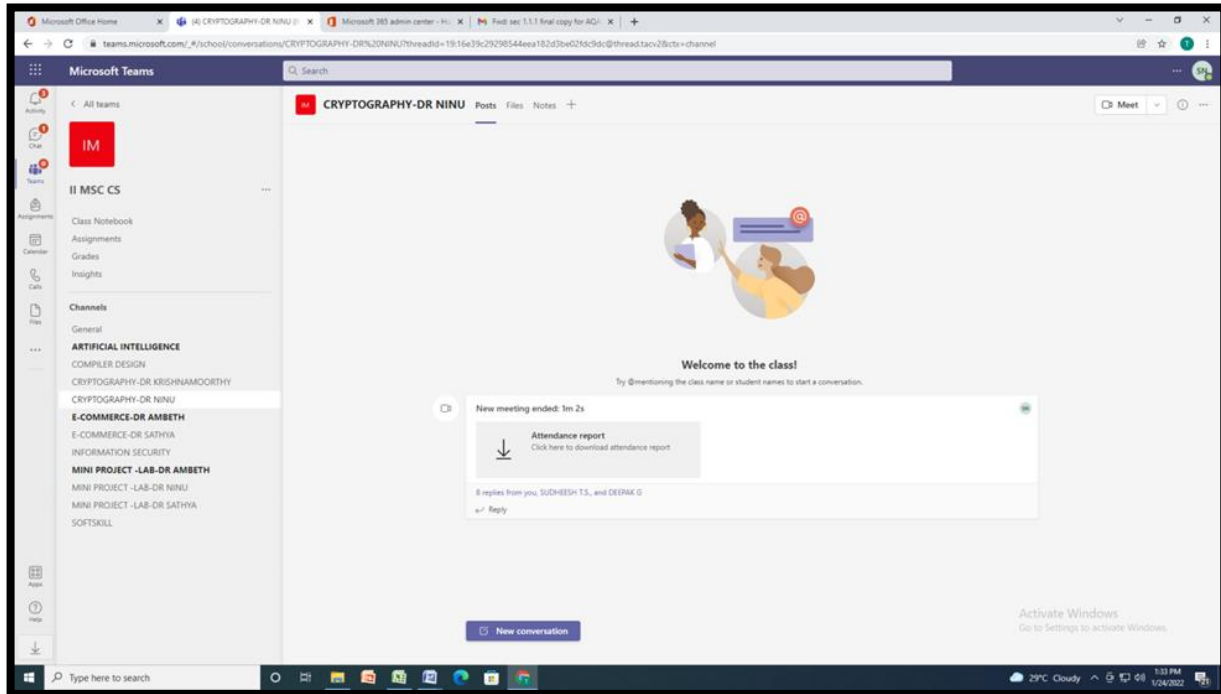 Microsoft Office Home
(4) CRYPTOGRAPHY-DR NINU (I
Microsoft 365 admin center - Ho
Fwd: sec 1.1.1 final copy for AQA
teams.microsoft.com/_#/school/conversations/CRYPTOGRAPHY-DR%20NINU?threadId=19:16e39c29298544eea182d3be02fdc9dc@thread.tacv2&ctx=channel
T
Microsoft Teams
Search
SN
Activity
Chat
Teams
Assignments
Calendar
Calls
Files
Apps
Help
All teams
IM
II MSC CS
Class Notebook
Assignments
Grades
Insights
Channels
General
ARTIFICIAL INTELLIGENCE
COMPILER DESIGN
CRYPTOGRAPHY-DR KRISHNAMOORTHY
CRYPTOGRAPHY-DR NINU
E-COMMERCE-DR AMBETH
E-COMMERCE-DR SATHYA
INFORMATION SECURITY
MINI PROJECT -LAB-DR AMBETH
MINI PROJECT -LAB-DR NINU
MINI PROJECT -LAB-DR SATHYA
SOFTSKILL
IM CRYPTOGRAPHY-DR NINU Posts Files Notes +
Meet
@
Welcome to the class!
Try @mentioning the class name or student names to start a conversation.
New meeting ended: 1m 2s
Attendance report
Click here to download attendance report
8 replies from you, SUDHEESH T.S., and DEEPAK G
Reply
New conversation
Activate Windows
Go to Settings to activate Windows.
Type here to search
29°C Cloudy
1:33 PM
1/24/2022